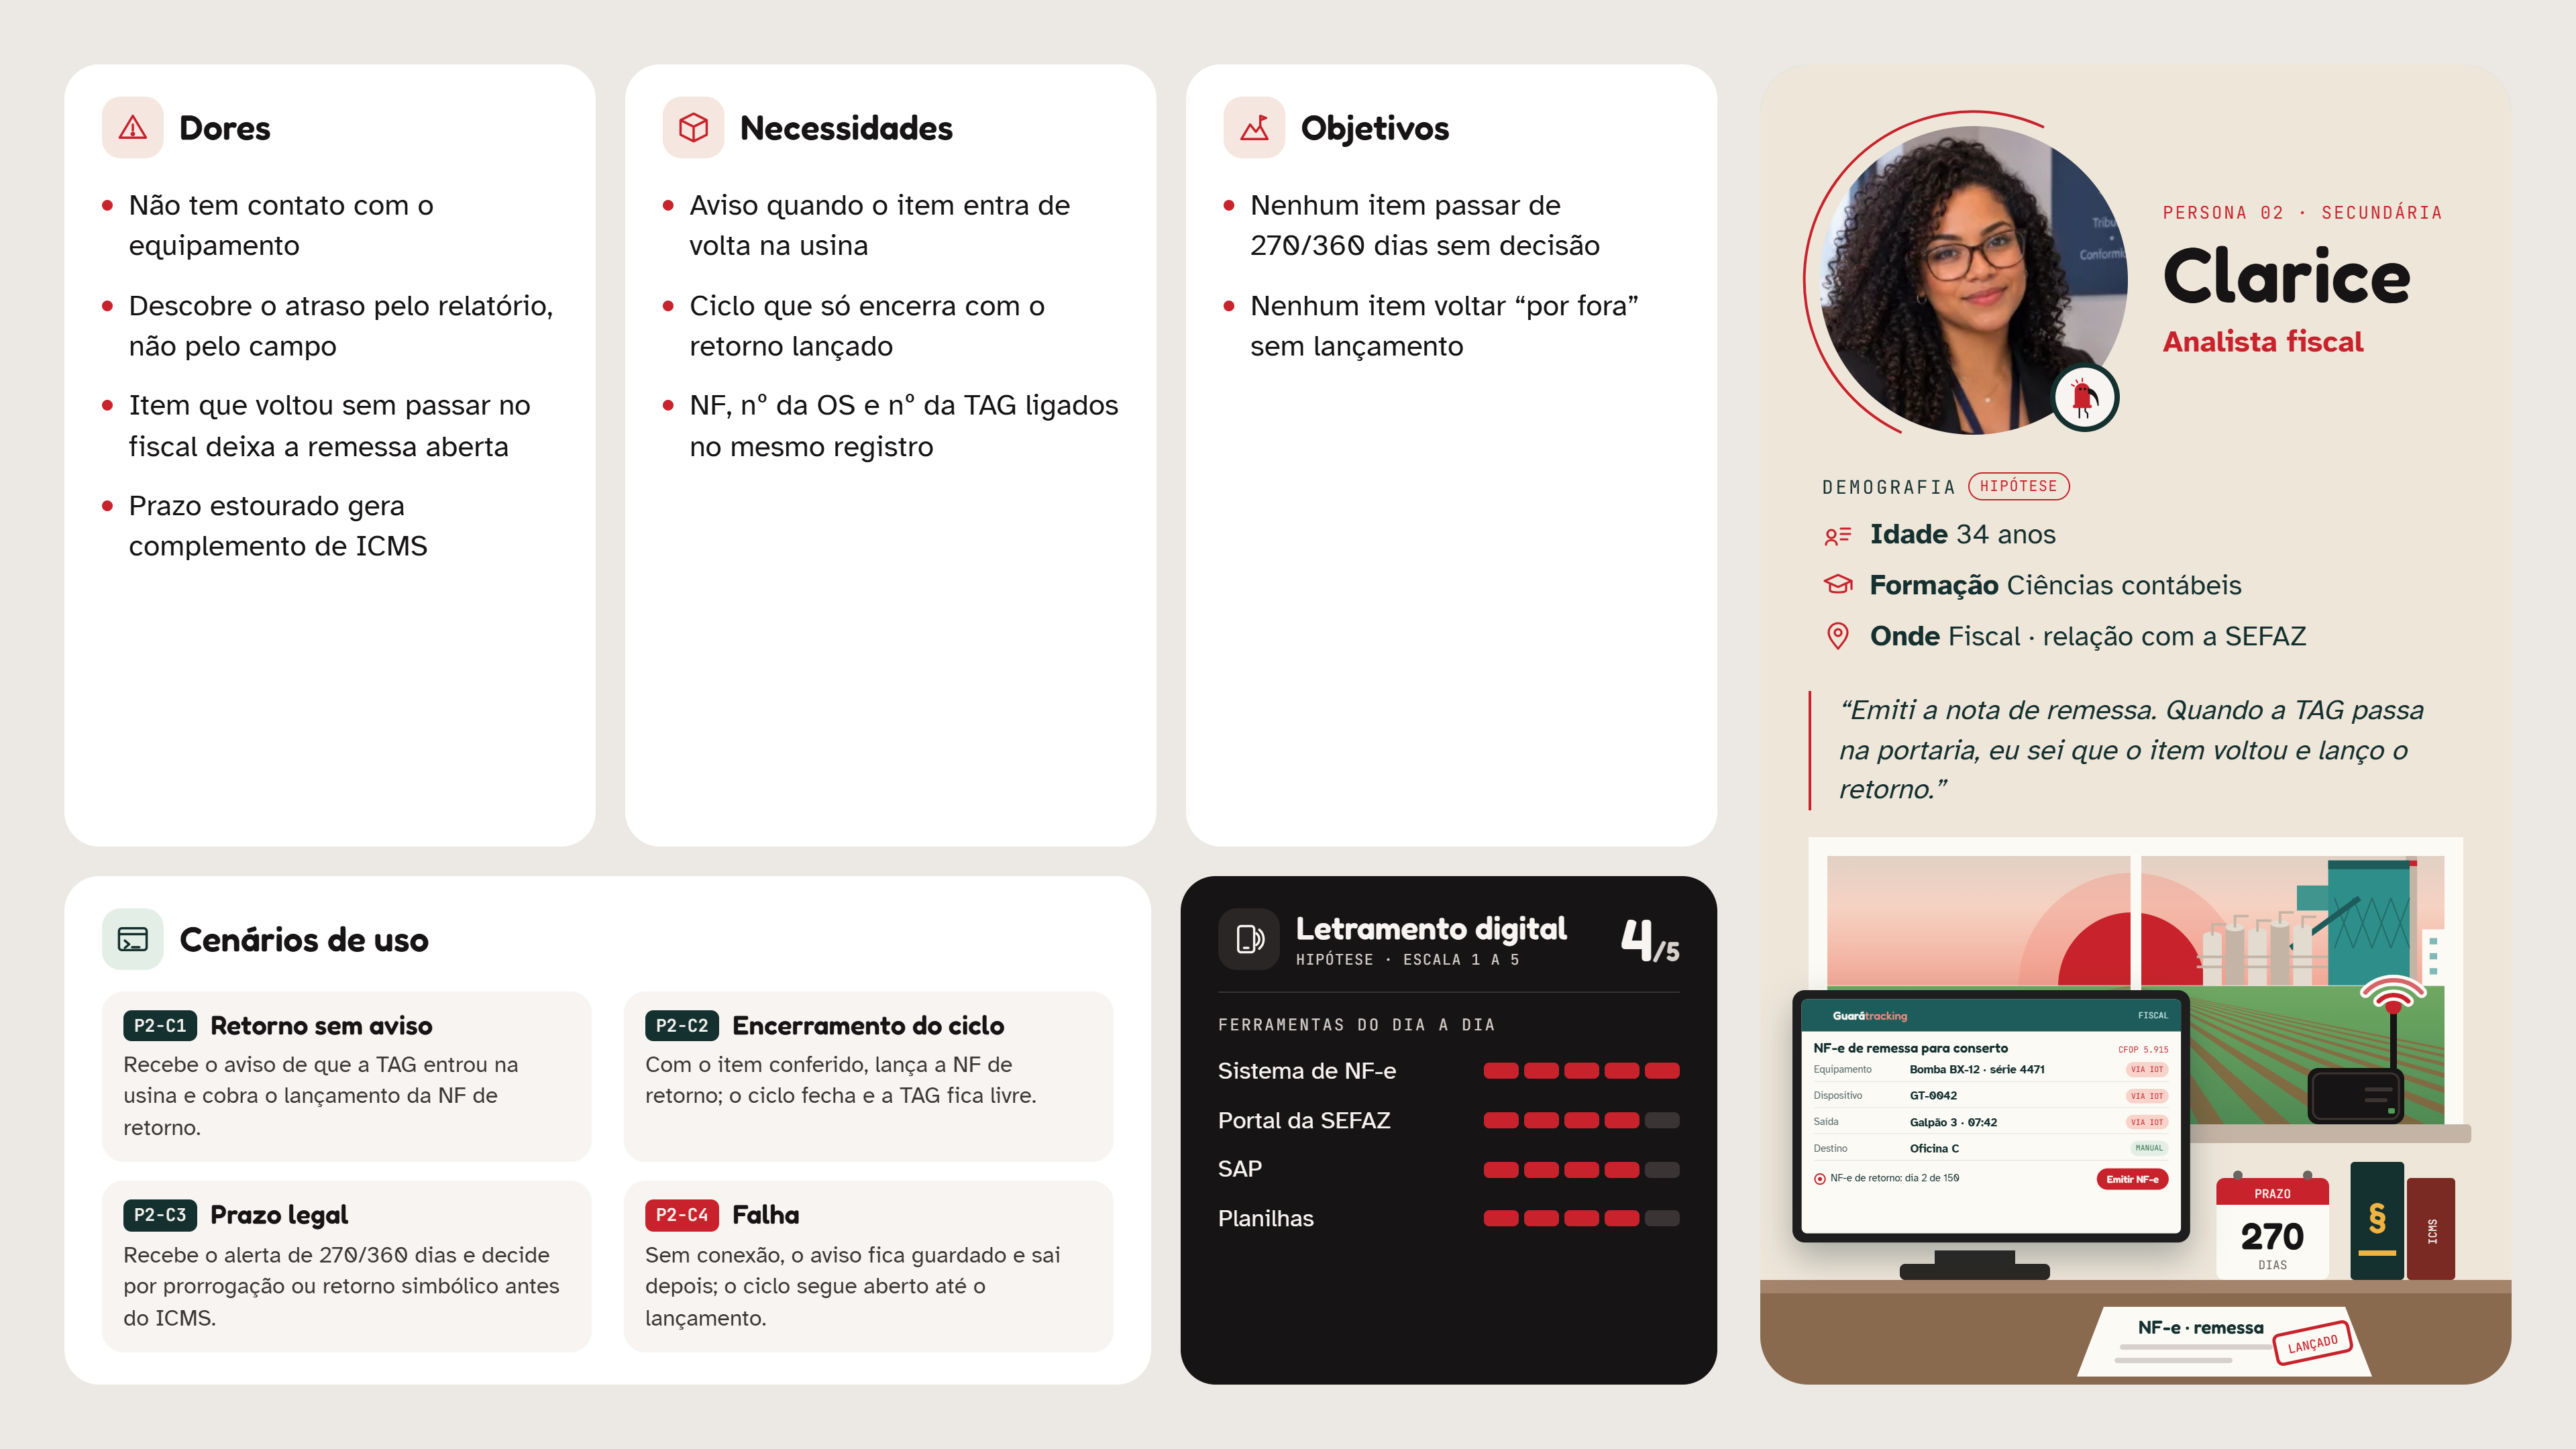 Dores
Não tem contato com o
equipamento
Descobre o atraso pelo relatório,
não pelo campo
Item que voltou sem passar no
fiscal deixa a remessa aberta
Prazo estourado gera
complemento de ICMS
Necessidades
Aviso quando o item entra de
volta na usina
Ciclo que só encerra com o
retorno lançado
NF, nº da OS e nº da TAG ligados
no mesmo registro
Objetivos
Nenhum item passar de
270/360 dias sem decisão
Nenhum item voltar “por fora”
sem lançamento
Cenários de uso
P2-C1 Retorno sem aviso
Recebe o aviso de que a TAG entrou na
usina e cobra o lançamento da NF de
retorno.
P2-C2 Encerramento do ciclo
Com o item conferido, lança a NF de
retorno; o ciclo fecha e a TAG fica livre.
P2-C3 Prazo legal
Recebe o alerta de 270/360 dias e decide
por prorrogação ou retorno simbólico antes
do ICMS.
P2-C4 Falha
Sem conexão, o aviso fica guardado e sai
depois; o ciclo segue aberto até o
lançamento.
Letramento digital
HIPÓTESE · ESCALA 1 A 5
4/5
FERRAMENTAS DO DIA A DIA
Sistema de NF-e
Portal da SEFAZ
SAP
Planilhas
PERSONA 02 · SECUNDÁRIA
Clarice
Analista fiscal
DEMOGRAFIA HIPÓTESE
Idade 34 anos
Formação Ciências contábeis
Onde Fiscal · relação com a SEFAZ
“Emiti a nota de remessa. Quando a TAG passa
na portaria, eu sei que o item voltou e lanço o
retorno.”
Guarátracking FISCAL
NF-e de remessa para conserto CFOP 5.915
Equipamento Bomba BX-12 · série 4471 VIA IOT
Dispositivo GT-0042 VIA IOT
Saída Galpão 3 · 07:42 VIA IOT
Destino Oficina C MANUAL
NF-e de retorno: dia 2 de 150 Emitir NF-e
PRAZO
270
DIAS
§
ICMS
NF-e · remessa
LANÇADO